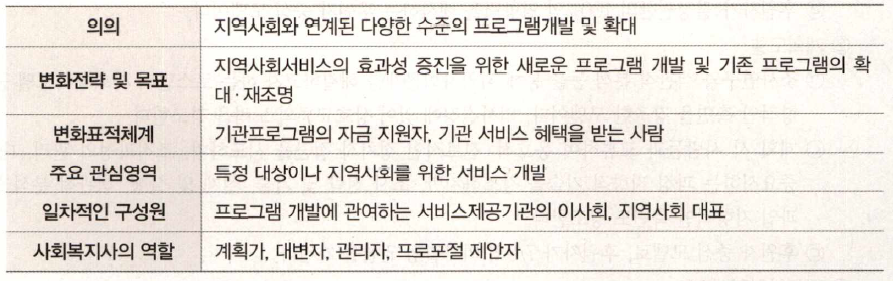 의의 지역사회와 연계된 다양한 수준의 프로그램개발 및 확대
변화전략 및 목표 지역사회서비스의 효과성 증진을 위한 새로운 프로그램 개발 및 기존 프로그램의 확
대·재조명
변화표적체계 기관프로그램의 자금 지원자, 기관 서비스 혜택을 받는 사람
주요 관심영역 특정 대상이나 지역사회를 위한 서비스 개발
일차적인 구성원 프로그램 개발에 관여하는 서비스제공기관의 이사회, 지역사회 대표
사회복지사의 역할 계획가, 대변자, 관리자, 프로포절 제안자